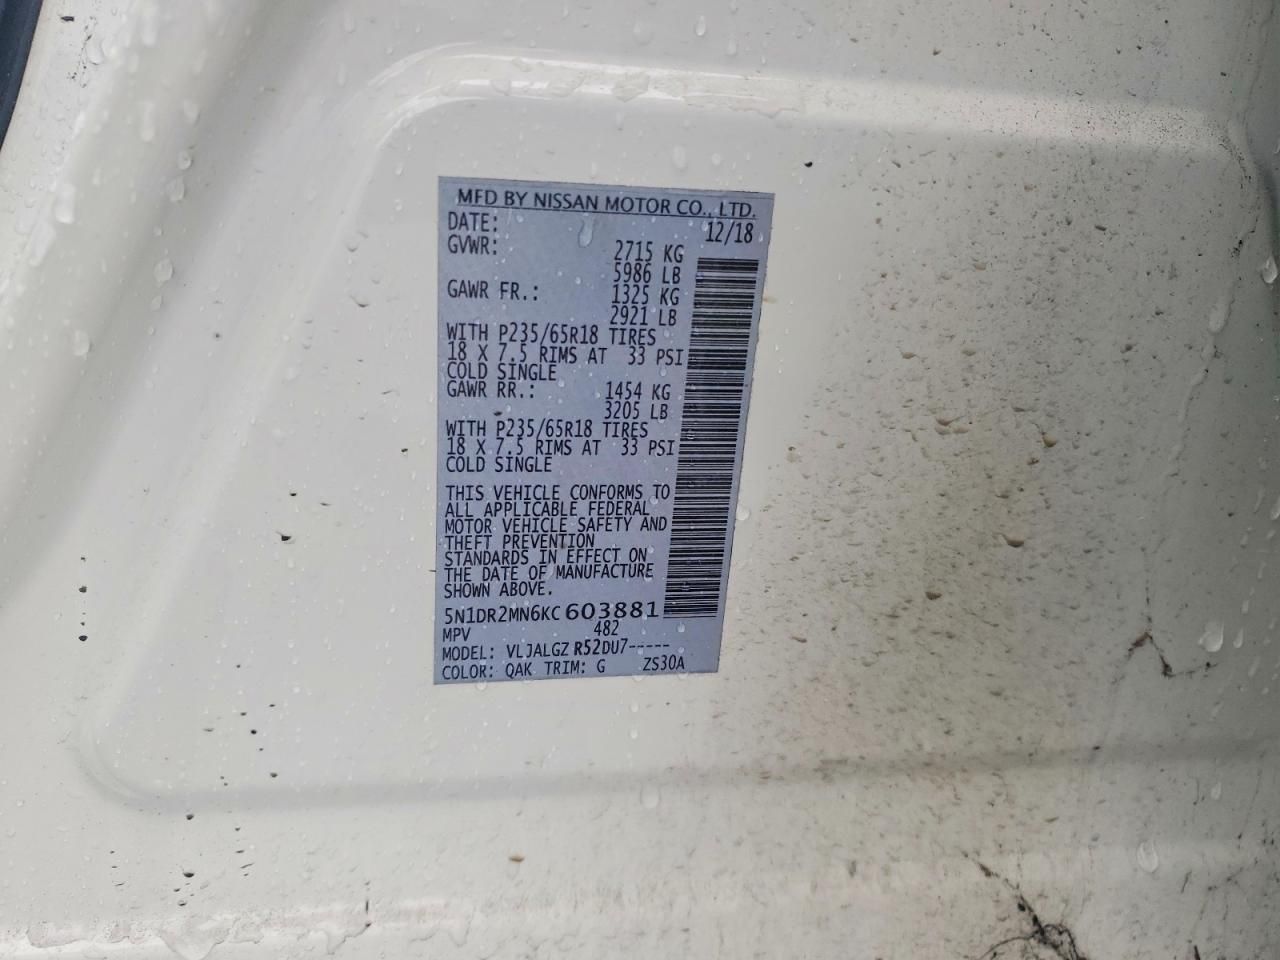 MFD BY NISSAN MOTOR CO., LTD.
DATE: 12/18
GVWR: 2715 KG
5986 LB
GAWR FR.: 1325 KG
2921 LB
WITH P235/65R18 TIRES
18 X 7.5 RIMS AT 33 PSI
COLD SINGLE
GAWR RR.: 1454 KG
3205 LB
WITH P235/65R18 TIRES
18 X 7.5 RIMS AT 33 PSI
COLD SINGLE
THIS VEHICLE CONFORMS TO
ALL APPLICABLE FEDERAL
MOTOR VEHICLE SAFETY AND
THEFT PREVENTION
STANDARDS IN EFFECT ON
THE DATE OF MANUFACTURE
SHOWN ABOVE.
5N1DR2MN6KC 603881
MPV 482
MODEL: VLJALGZ R52DU7-----
COLOR: QAK TRIM: G ZS30A